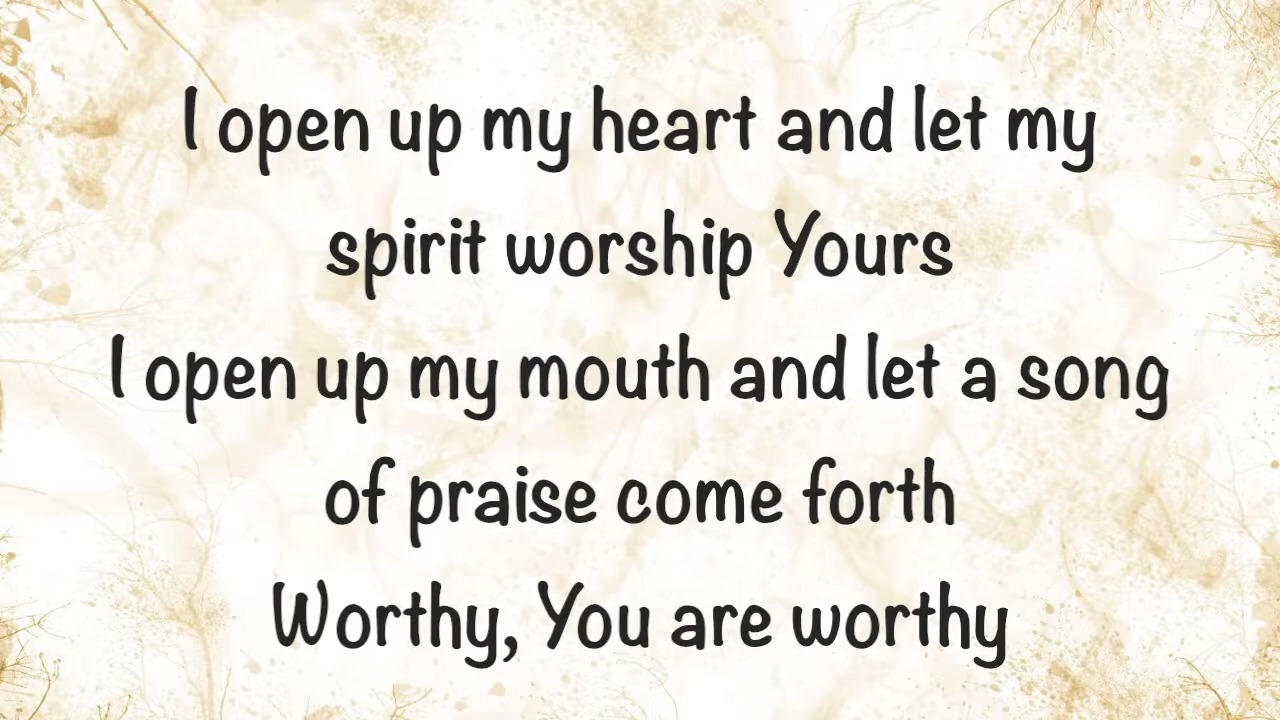 I open up my heart and let my
spirit worship Yours
I open up my mouth and let a song
of praise come forth
Worthy, You are worthy